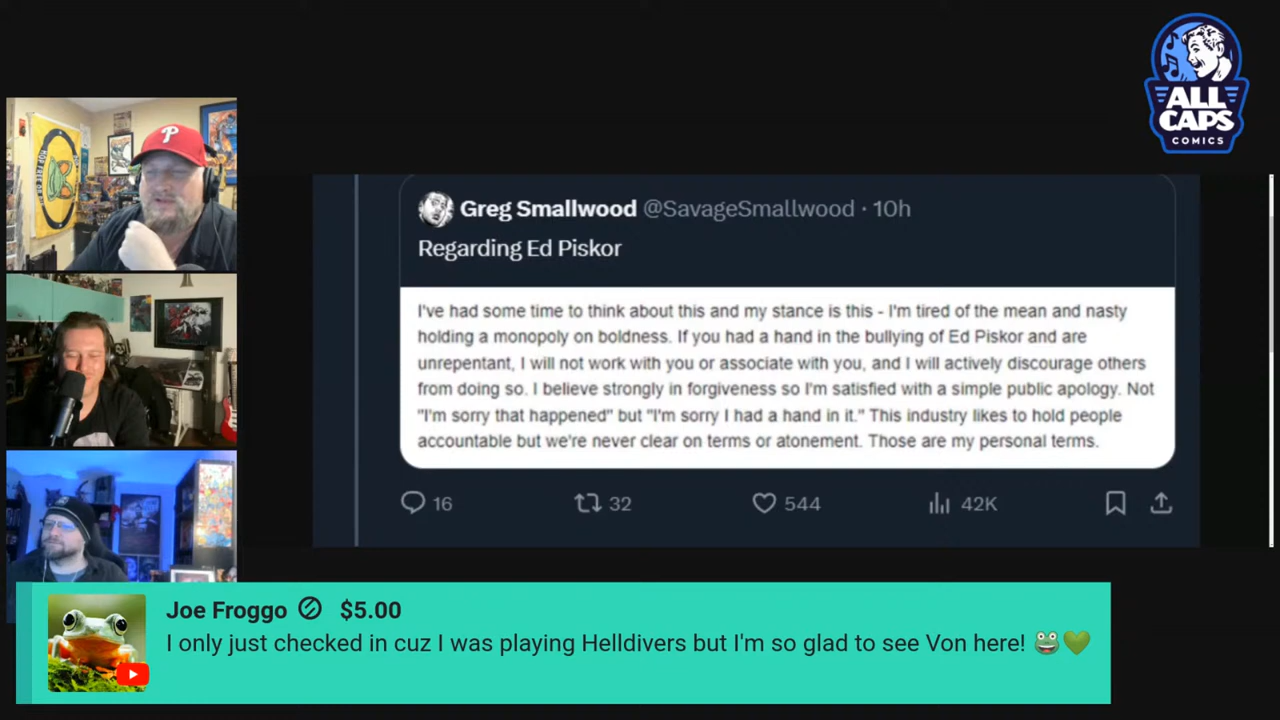 ALL
CAPS
COMICS
P
Greg Smallwood @SavageSmallwood · 10h
Regarding Ed Piskor
I've had some time to think about this and my stance is this - I'm tired of the mean and nasty
holding a monopoly on boldness. If you had a hand in the bullying of Ed Piskor and are
unrepentant, I will not work with you or associate with you, and I will actively discourage others
from doing so. I believe strongly in forgiveness so I'm satisfied with a simple public apology. Not
"I'm sorry that happened" but "I'm sorry I had a hand in it." This industry likes to hold people
accountable but we're never clear on terms or atonement. Those are my personal terms.
16 32 544 42K
Joe Froggo $5.00
I only just checked in cuz I was playing Helldivers but I'm so glad to see Von here! 🐸💚